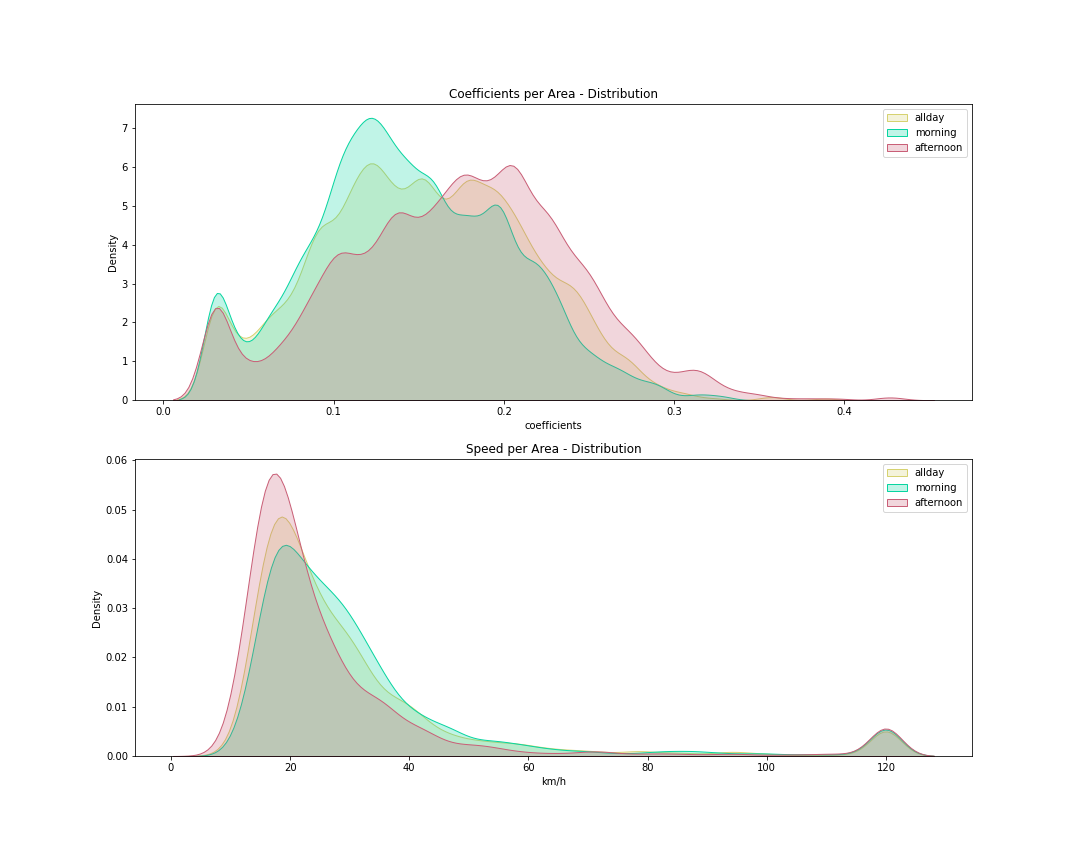 Coefficients per Area - Distribution
allday
morning
afternoon
7
6
5
4
3
2
1
0
Density
0.0 0.1 0.2 0.3 0.4
coefficients
Speed per Area - Distribution
allday
morning
afternoon
0.06
0.05
0.04
0.03
0.02
0.01
0.00
Density
0 20 40 60 80 100 120
km/h